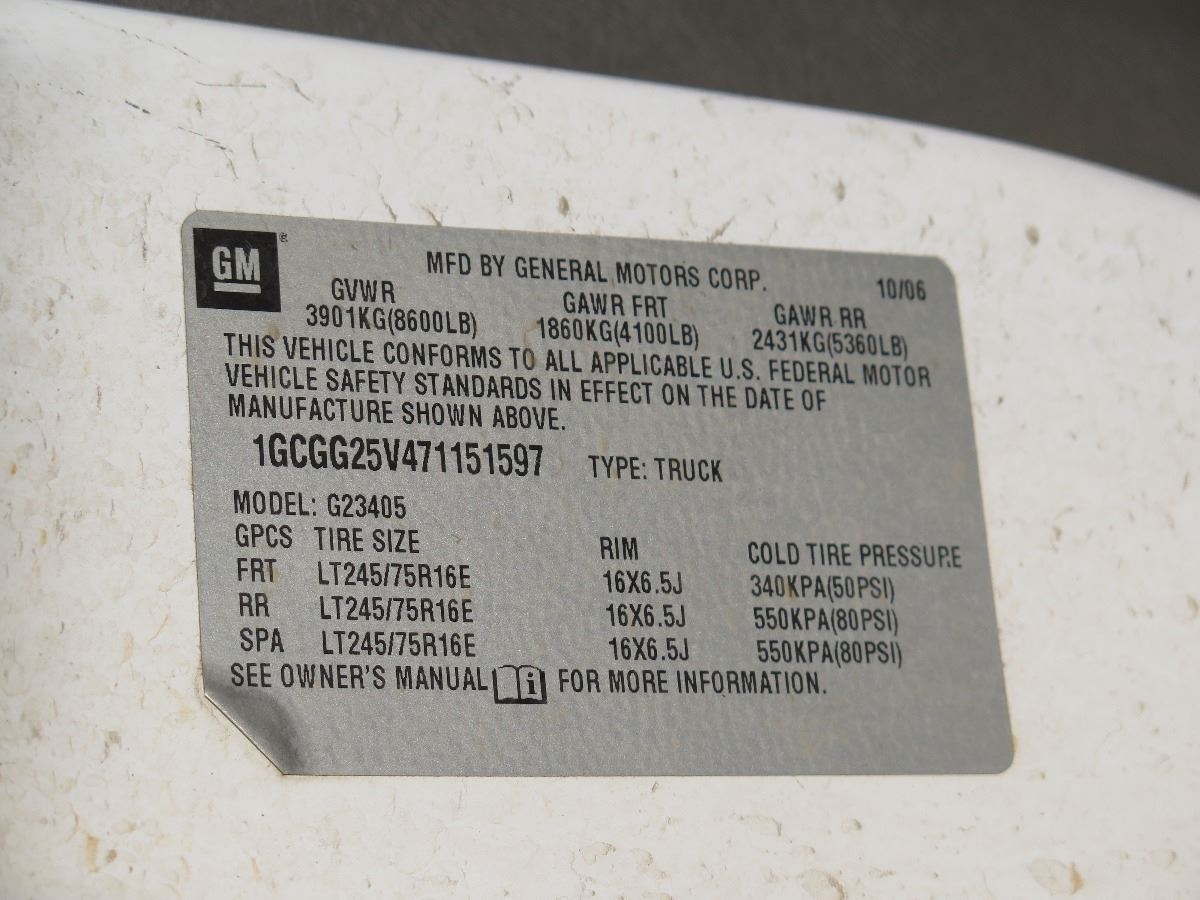 GM®
MFD BY GENERAL MOTORS CORP. 10/06
GVWR GAWR FRT GAWR RR
3901KG(8600LB) 1860KG(4100LB) 2431KG(5360LB)
THIS VEHICLE CONFORMS TO ALL APPLICABLE U.S. FEDERAL MOTOR
VEHICLE SAFETY STANDARDS IN EFFECT ON THE DATE OF
MANUFACTURE SHOWN ABOVE.
1GCGG25V471151597 TYPE: TRUCK
MODEL: G23405
GPCS TIRE SIZE RIM COLD TIRE PRESSURE
FRT LT245/75R16E 16X6.5J 340KPA(50PSI)
RR LT245/75R16E 16X6.5J 550KPA(80PSI)
SPA LT245/75R16E 16X6.5J 550KPA(80PSI)
SEE OWNER'S MANUAL i FOR MORE INFORMATION.